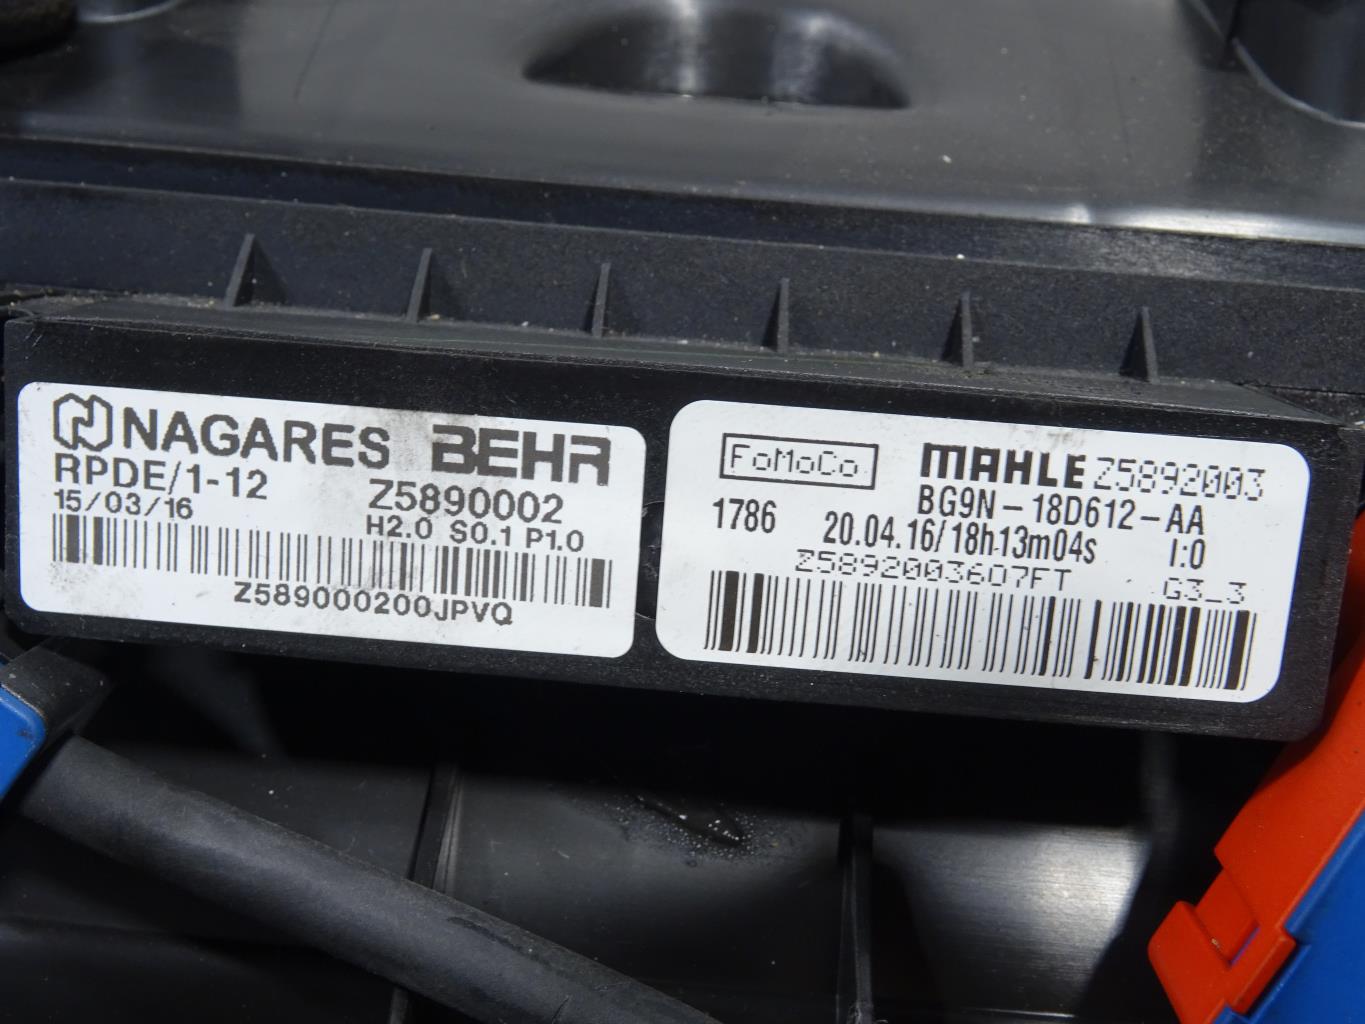 NAGARES BEHR
RPDE/1-12
Z5890002
15/03/16
H2.0 S0.1 P1.0
Z589000200JPVQ
FoMoCo
MAHLE Z5892003
BG9N-18D612-AA
1786
20.04.16/18h13m04s
I:0
Z5892003607FT
G3_3